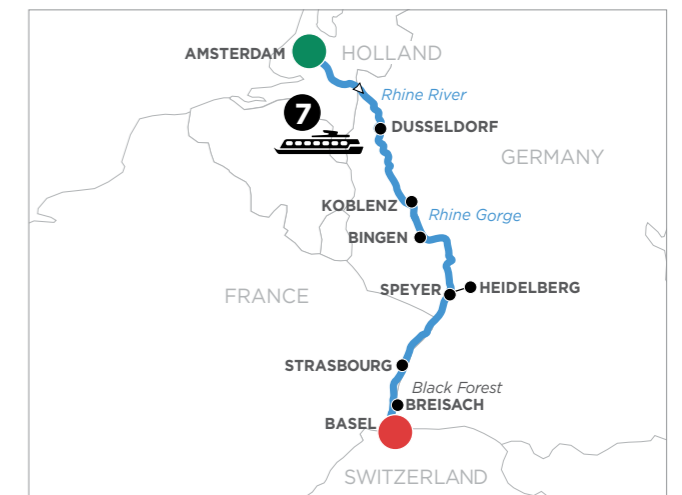 AMSTERDAM
HOLLAND
Rhine River
7
DUSSELDORF
GERMANY
KOBLENZ
Rhine Gorge
BINGEN
SPEYER
HEIDELBERG
FRANCE
STRASBOURG
Black Forest
BREISACH
BASEL
SWITZERLAND